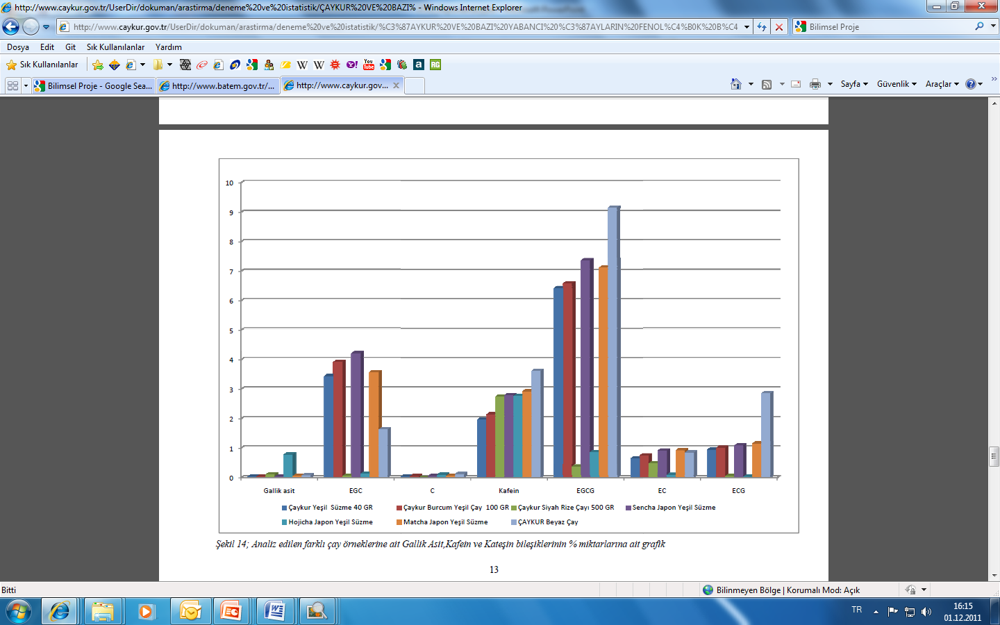 http://www.caykur.gov.tr/UserDir/dokuman/arastirma/deneme%20ve%20istatistik/ÇAYKUR%20VE%20BAZI% - Windows Internet Explorer
http://www.caykur.gov.tr/UserDir/dokuman/arastirma/deneme%20ve%20istatistik/%C3%87AYKUR%20VE%20BAZI%20YABANCI%20%C3%87AYLARIN%20FENOL%C4%B0K%20B%C4
Bilimsel Proje
Dosya Edit Git Sık Kullanılanlar Yardım
Sık Kullanılanlar
W W You Tube a RG
Bilimsel Proje - Google Sea...
http://www.batem.gov.tr/...
http://www.caykur.gov...
Sayfa Güvenlik Araçlar
10
9
8
7
6
5
4
3
2
1
0
Gallik asit EGC C Kafein EGCG EC ECG
Çaykur Yeşil Süzme 40 GR Çaykur Burcum Yeşil Çay 100 GR Çaykur Siyah Rize Çayı 500 GR Sencha Japon Yeşil Süzme
Hojicha Japon Yeşil Süzme Matcha Japon Yeşil Süzme ÇAYKUR Beyaz Çay
Şekil 14; Analiz edilen farklı çay örneklerine ait Gallik Asit,Kafein ve Kateşin bileşiklerinin % miktarlarına ait grafik
13
Bitti
Bilinmeyen Bölge | Korumalı Mod: Açık
TR
16:15
01.12.2011